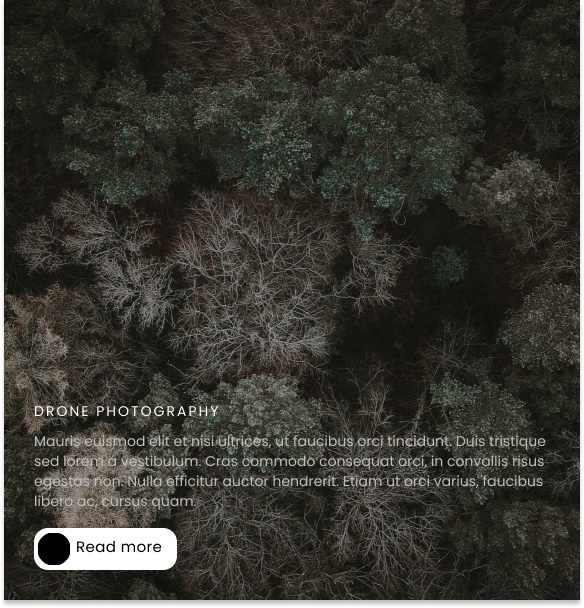 DRONE PHOTOGRAPHY
Mauris euismod elit et nisi ultrices, ut faucibus orci tincidunt. Duis tristique
sed lorem a vestibulum. Cras commodo consequat orci, in convallis risus
egestas non. Nulla efficitur auctor hendrerit. Etiam ut orci varius, faucibus
libero ac, cursus quam.
Read more